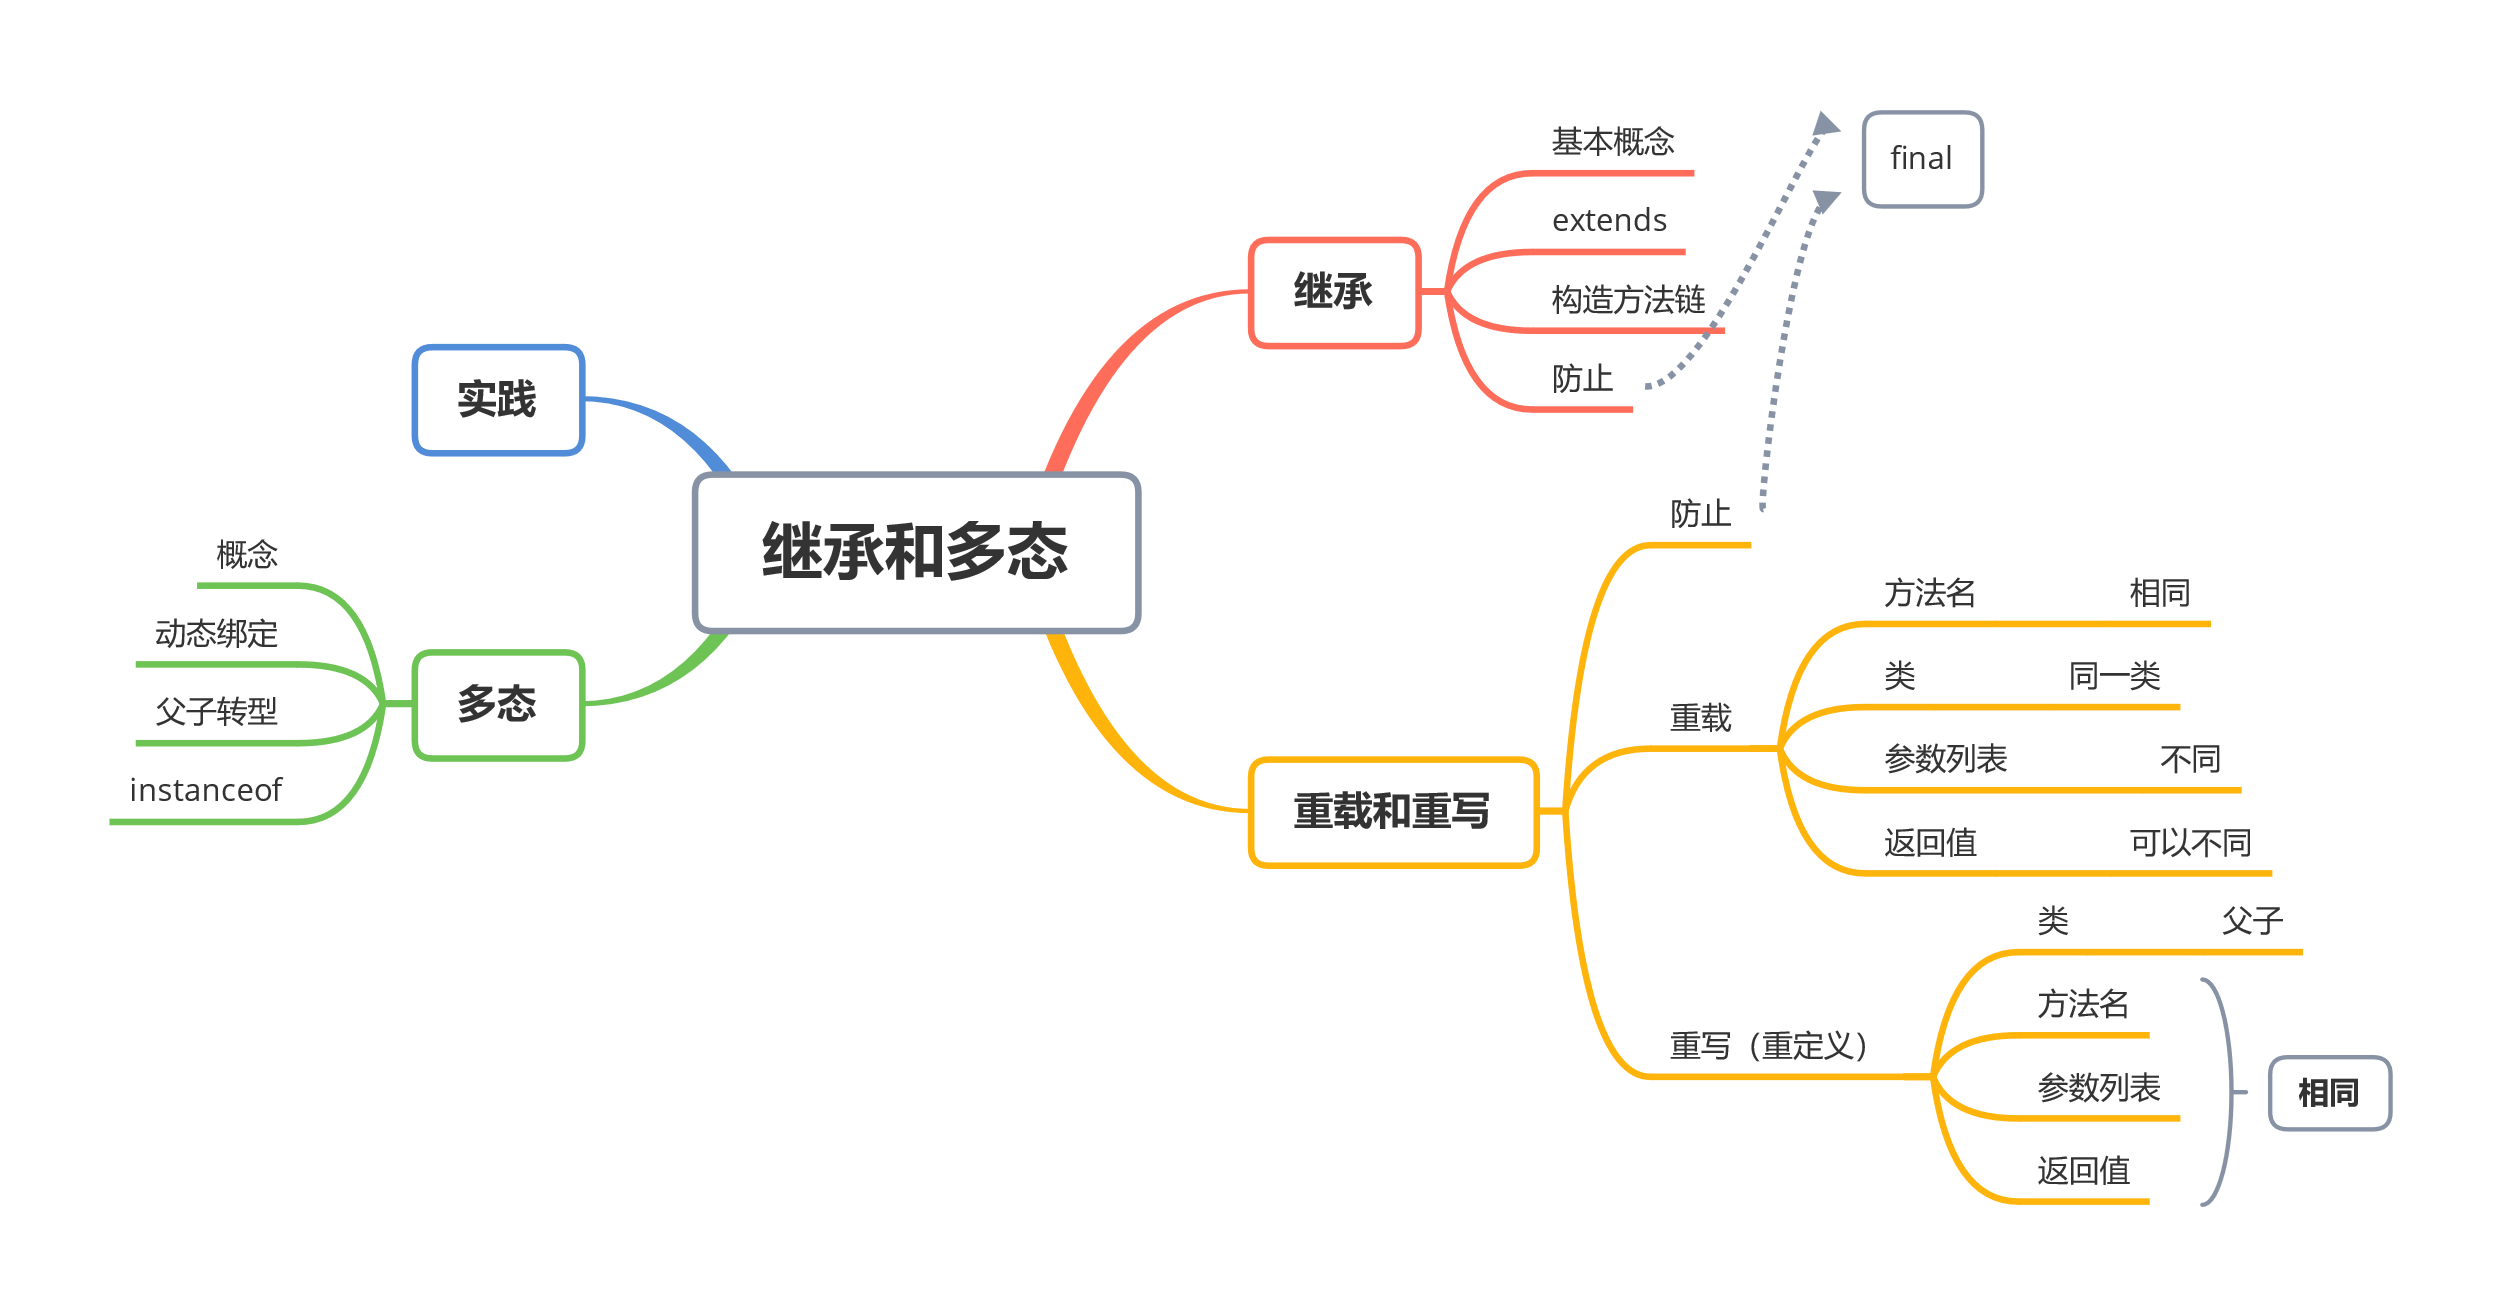 继承和多态
继承
基本概念
extends
构造方法链
防止
final
重载和重写
防止
重载
方法名 相同
类 同一类
参数列表 不同
返回值 可以不同
重写（重定义）
类 父子
方法名
参数列表
返回值
相同
实践
多态
概念
动态绑定
父子转型
instanceof